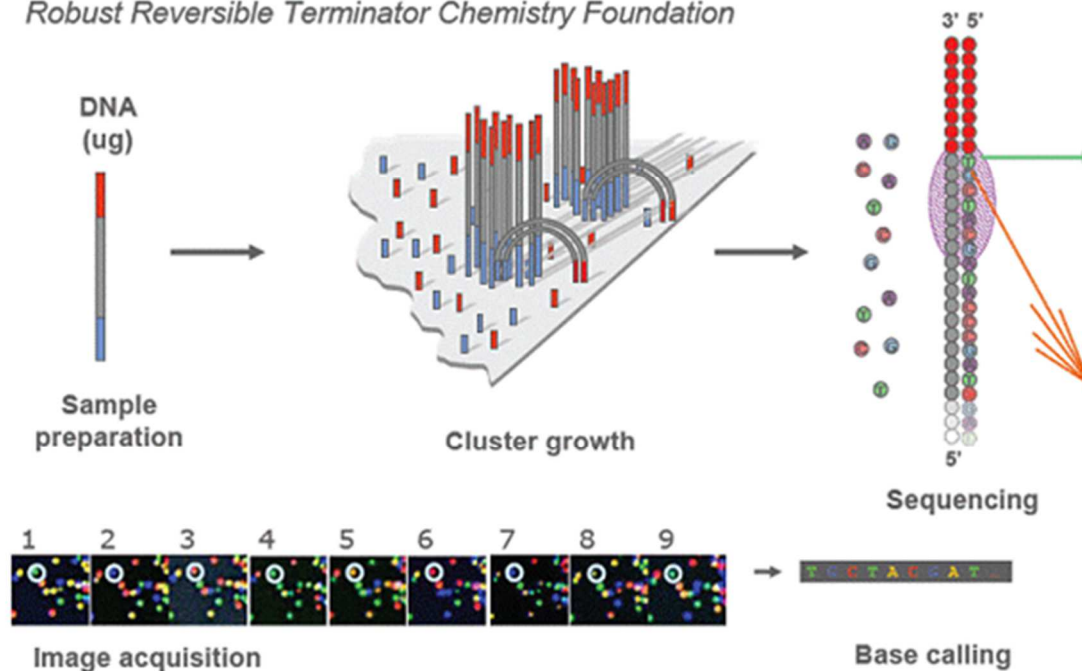 Robust Reversible Terminator Chemistry Foundation
3' 5'
DNA
(ug)
Sample
preparation
Cluster growth
5'
Sequencing
1 2 3 4 5 6 7 8 9
T G C T A C G A T ...
Image acquisition
Base calling